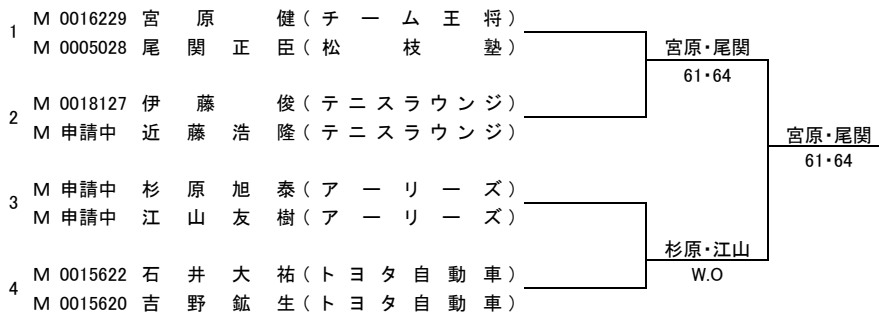 1 M 0016229 宮原 健(チーム王将)
M 0005028 尾関正臣(松枝塾)
宮原・尾関
61・64
2 M 0018127 伊藤 俊(テニスラウンジ)
M 申請中 近藤浩隆(テニスラウンジ)
宮原・尾関
61・64
3 M 申請中 杉原旭泰(アーリーズ)
M 申請中 江山友樹(アーリーズ)
杉原・江山
W.O
4 M 0015622 石井大祐(トヨタ自動車)
M 0015620 吉野鉱生(トヨタ自動車)